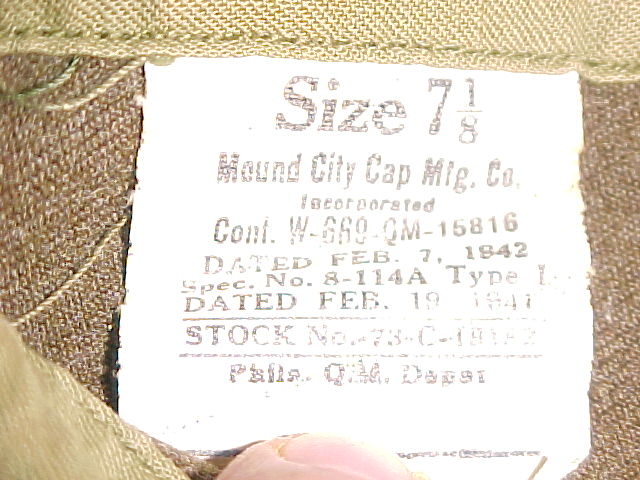 Size 7 1/8
Mound City Cap Mfg. Co.
Incorporated
Cont. W-669-QM-15816
DATED FEB. 7, 1942
Spec. No. 8-114A Type
DATED FEB. 19 1941
STOCK No.
Phila. Q.M. Depot